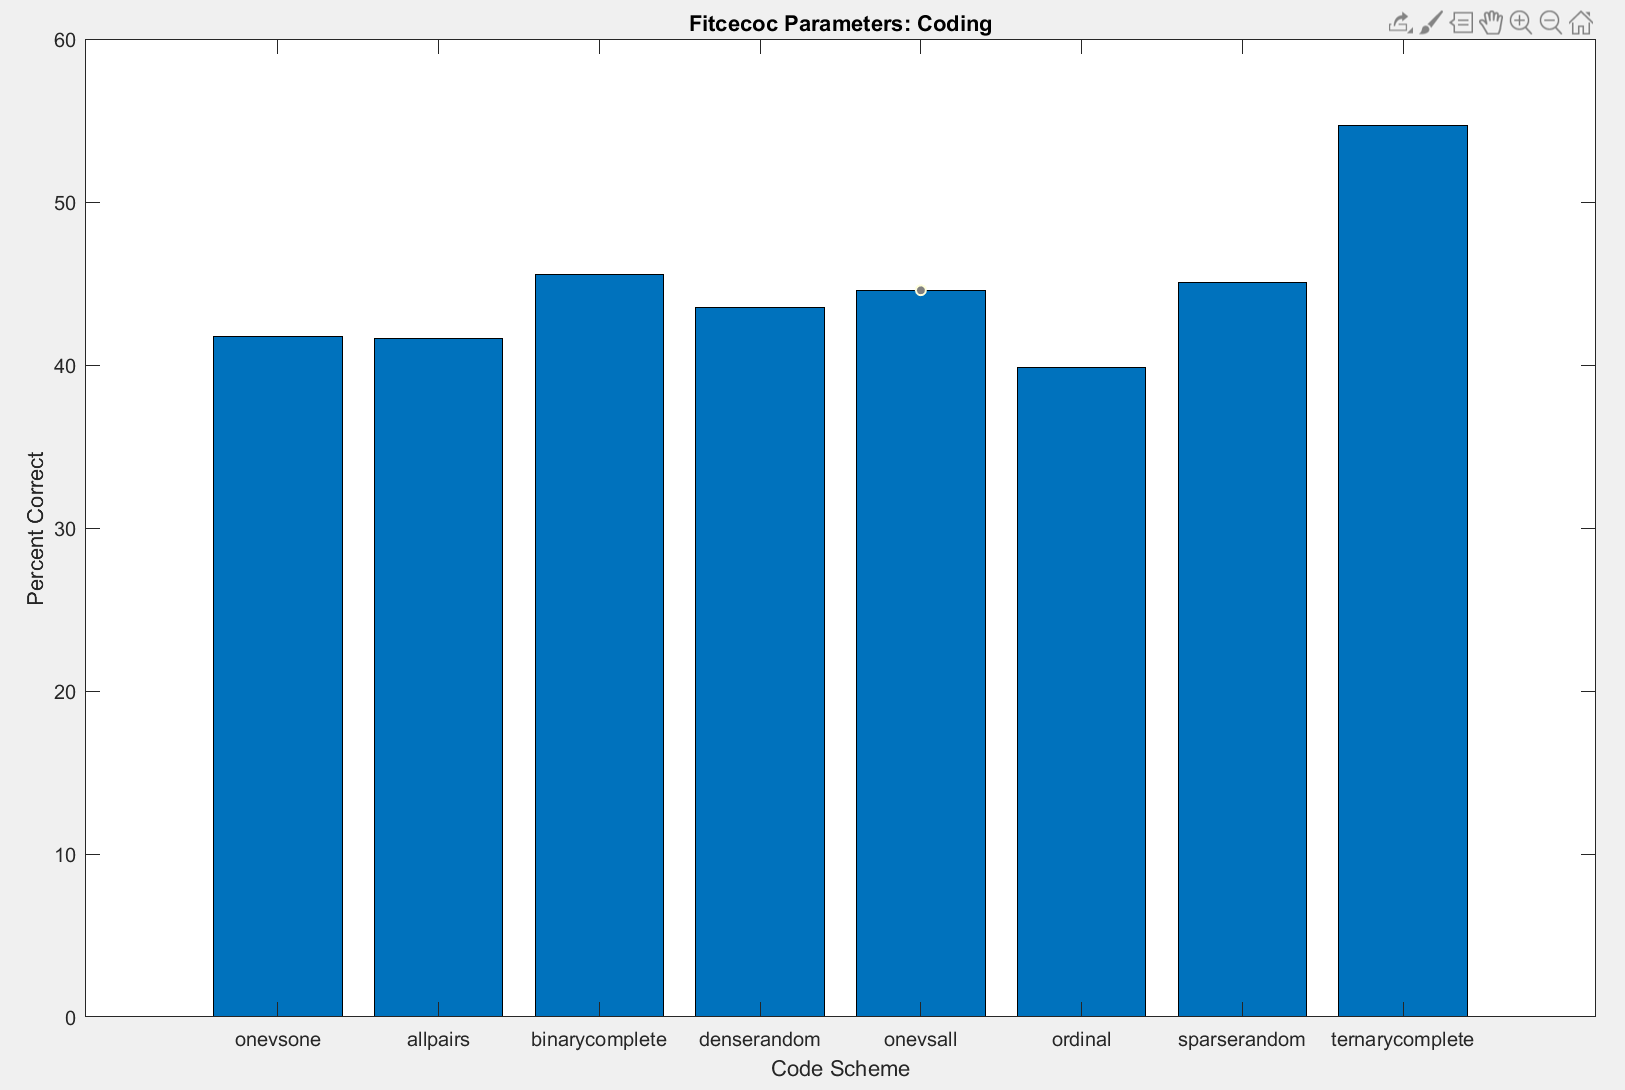 Fitcecoc Parameters: Coding
60
50
40
30
20
10
0
Percent Correct
onevsone allpairs binarycomplete denserandom onevsall ordinal sparserandom ternarycomplete
Code Scheme